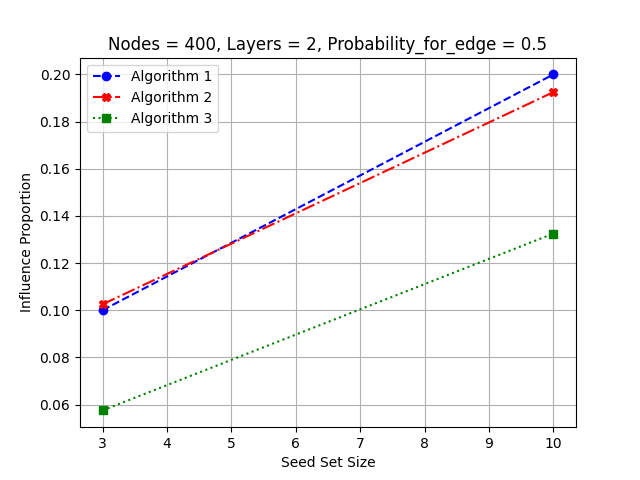 Nodes = 400, Layers = 2, Probability_for_edge = 0.5
Algorithm 1
Algorithm 2
Algorithm 3
0.20
0.18
0.16
0.14
0.12
0.10
0.08
0.06
Influence Proportion
3 4 5 6 7 8 9 10
Seed Set Size